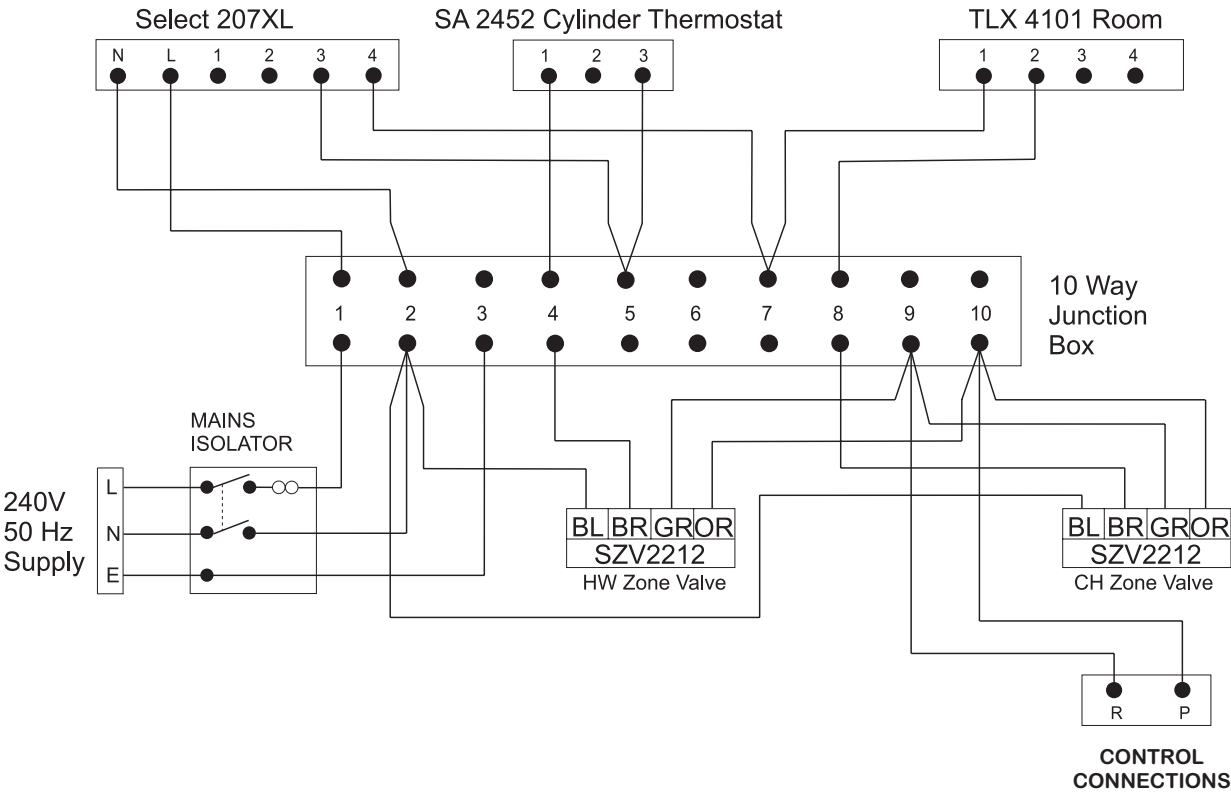 Select 207XL
SA 2452 Cylinder Thermostat
TLX 4101 Room
N L 1 2 3 4
1 2 3
1 2 3 4
1 2 3 4 5 6 7 8 9 10
10 Way
Junction
Box
MAINS
ISOLATOR
240V
50 Hz
Supply
L
N
E
BL BR GR OR
SZV2212
HW Zone Valve
BL BR GR OR
SZV2212
CH Zone Valve
R P
CONTROL
CONNECTIONS